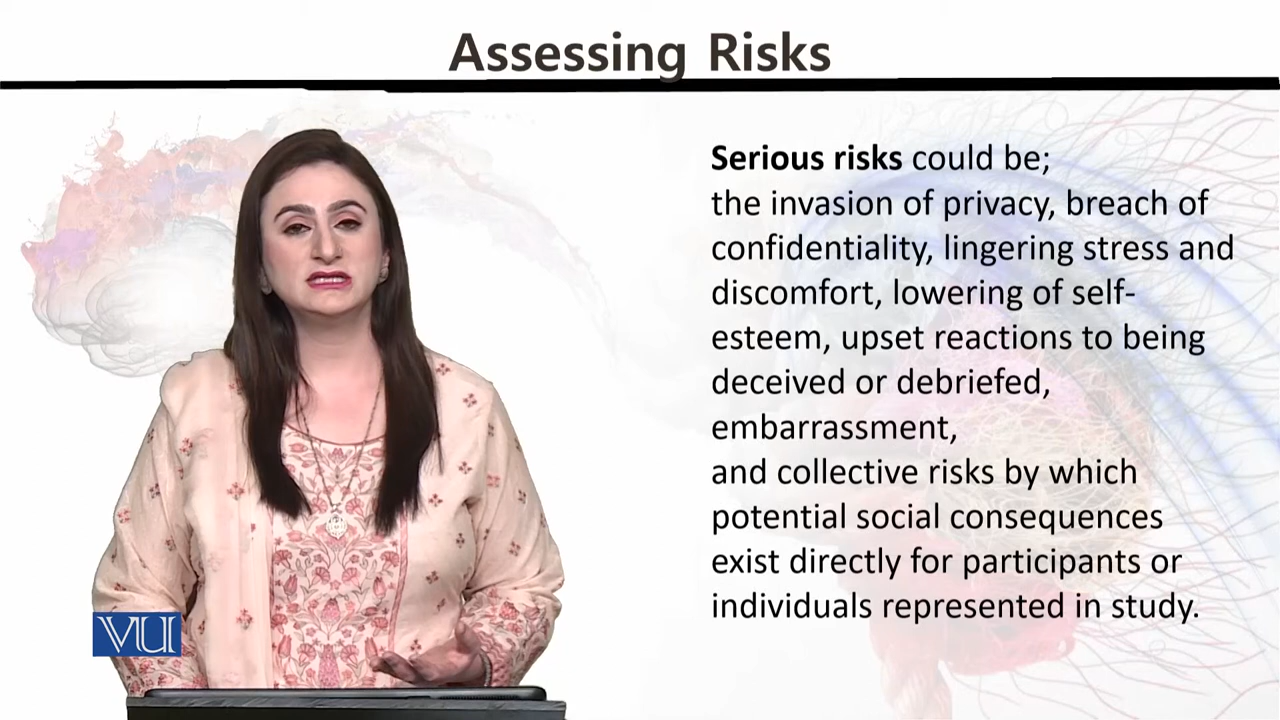 Assessing Risks
Serious risks could be;
the invasion of privacy, breach of
confidentiality, lingering stress and
discomfort, lowering of self-
esteem, upset reactions to being
deceived or debriefed,
embarrassment,
and collective risks by which
potential social consequences
exist directly for participants or
individuals represented in study.
VU